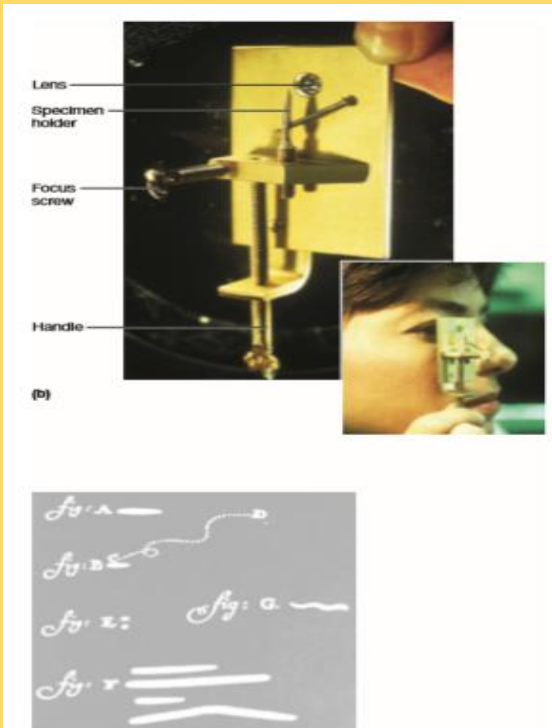 Lens
Specimen
holder
Focus
screw
Handle
(b)
fig: A
D
fig: B
C
fig: E
fig: G.
fig: F